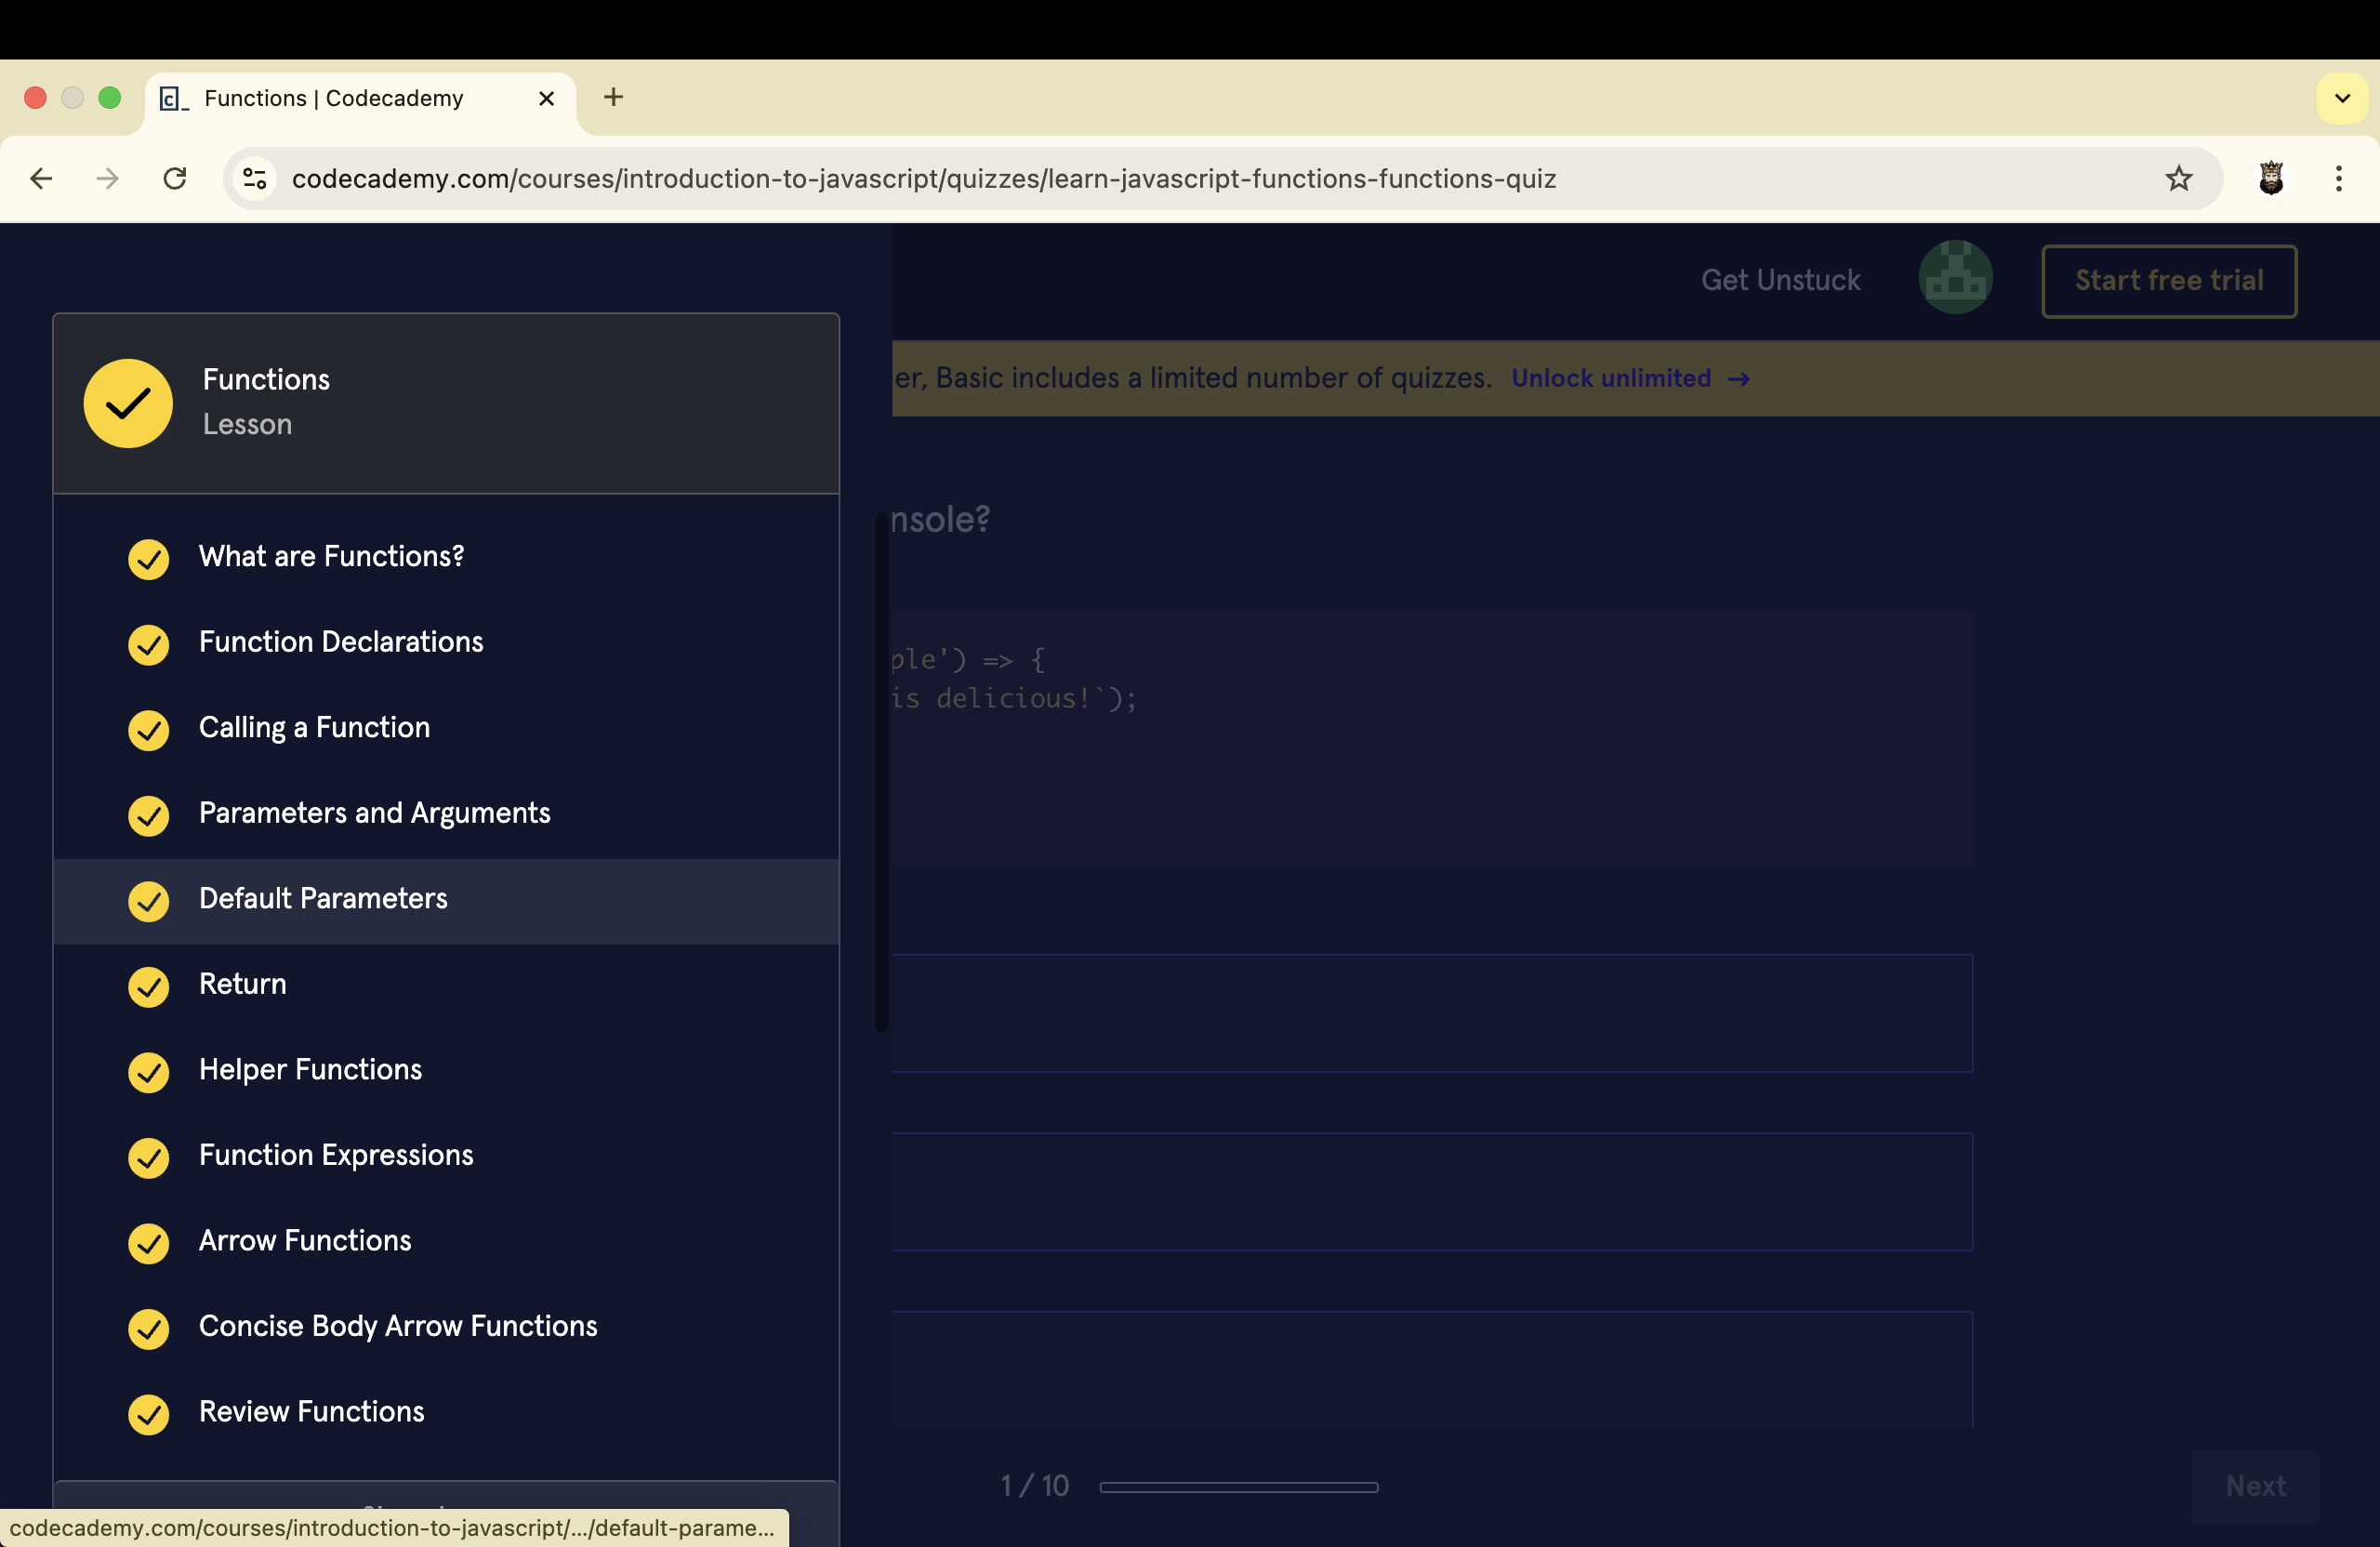 Functions | Codecademy
codecademy.com/courses/introduction-to-javascript/quizzes/learn-javascript-functions-functions-quiz
Get Unstuck
Start free trial
er, Basic includes a limited number of quizzes. Unlock unlimited →
Functions
Lesson
What are Functions?
Function Declarations
Calling a Function
Parameters and Arguments
Default Parameters
Return
Helper Functions
Function Expressions
Arrow Functions
Concise Body Arrow Functions
Review Functions
nsole?
ple') => {
is delicious!`);
1 / 10
Next
codecademy.com/courses/introduction-to-javascript/.../default-parame...